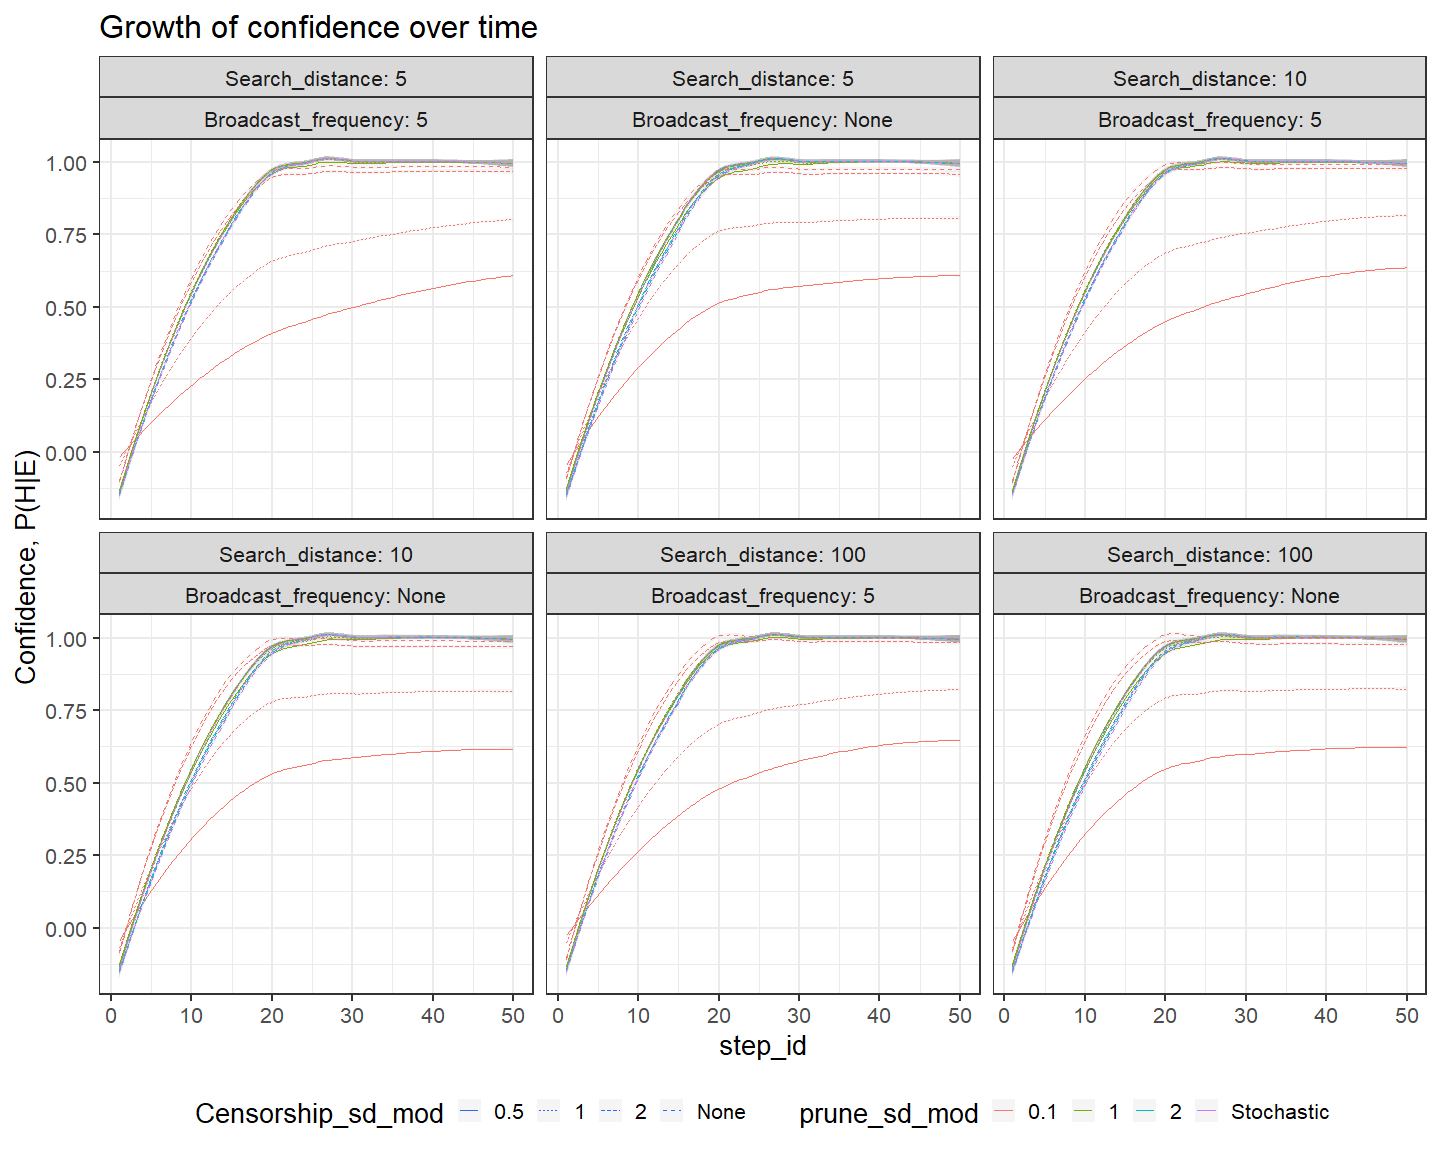 Growth of confidence over time
Search_distance: 5
Search_distance: 5
Search_distance: 10
Broadcast_frequency: 5
Broadcast_frequency: None
Broadcast_frequency: 5
1.00
0.75
0.50
0.25
0.00
Confidence, P(H|E)
Search_distance: 10
Search_distance: 100
Search_distance: 100
Broadcast_frequency: None
Broadcast_frequency: 5
Broadcast_frequency: None
1.00
0.75
0.50
0.25
0.00
0 10 20 30 40 50
0 10 20 30 40 50
0 10 20 30 40 50
step_id
Censorship_sd_mod 0.5 1 2 None
prune_sd_mod 0.1 1 2 Stochastic